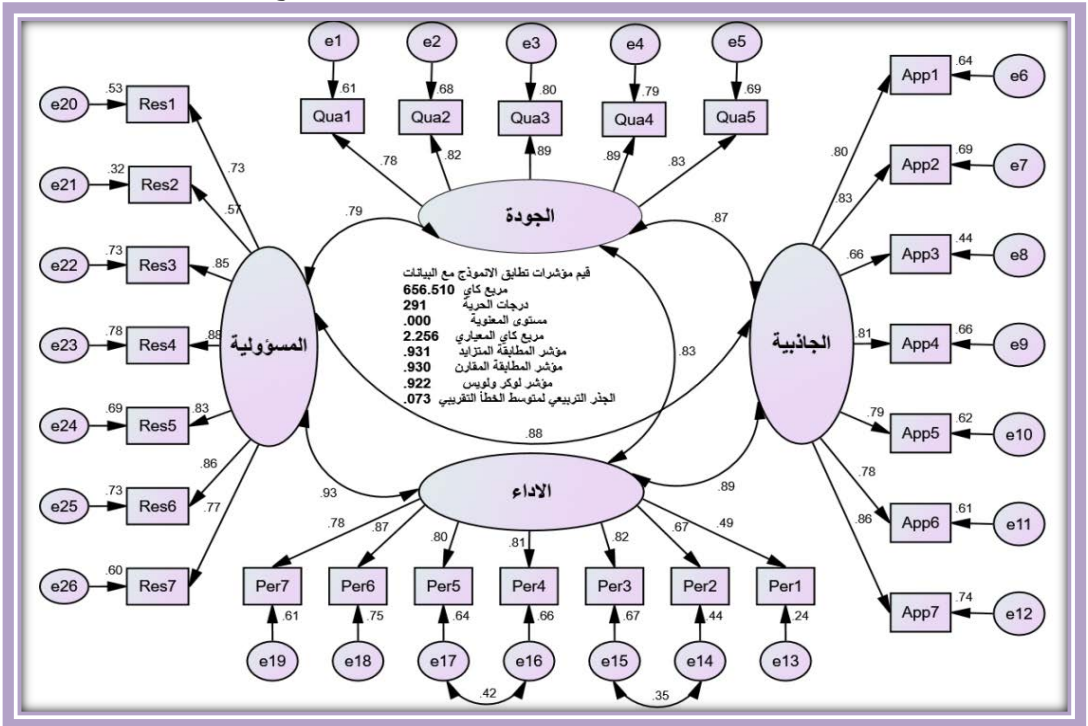 e1 e2 e3 e4 e5
.61 .68 .80 .79 .69
Qua1 Qua2 Qua3 Qua4 Qua5
.78 .82 .89 .89 .83
الجودة
e20 .53 Res1 .73
e21 .32 Res2 .57
e22 .73 Res3 .85
e23 .78 Res4 .88
e24 .69 Res5 .83
e25 .73 Res6 .86
e26 .60 Res7 .77
المسؤولية
.79
.87
قيم مؤشرات تطابق الانموذج مع البيانات
مربع كاي 656.510
درجات الحرية 291
مستوى المعنوية .000
مربع كاي المعياري 2.256
مؤشر المطابقة المتزايد .931
مؤشر المطابقة المقارن .930
مؤشر لوكر ولويس .922
الجذر التربيعي لمتوسط الخطأ التقريبي .073
.83
.88
.93
.89
الجاذبية
.80 App1 .64 e6
.83 App2 .69 e7
.66 App3 .44 e8
.81 App4 .66 e9
.79 App5 .62 e10
.78 App6 .61 e11
.86 App7 .74 e12
الاداء
.78 .87 .80 .81 .82 .67 .49
Per7 Per6 Per5 Per4 Per3 Per2 Per1
.61 .75 .64 .66 .67 .44 .24
e19 e18 e17 e16 e15 e14 e13
.42 .35